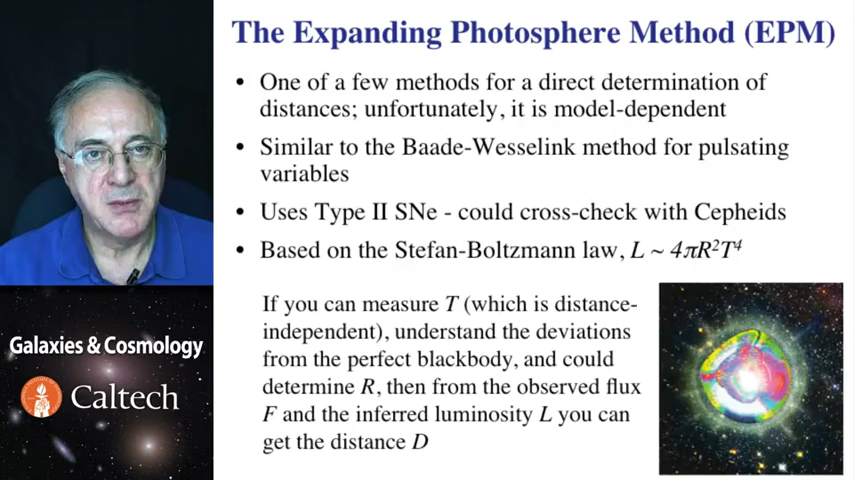 The Expanding Photosphere Method (EPM)
• One of a few methods for a direct determination of
distances; unfortunately, it is model-dependent
• Similar to the Baade-Wesselink method for pulsating
variables
• Uses Type II SNe - could cross-check with Cepheids
• Based on the Stefan-Boltzmann law, L ~ 4πR²T⁴
If you can measure T (which is distance-
independent), understand the deviations
from the perfect blackbody, and could
determine R, then from the observed flux
F and the inferred luminosity L you can
get the distance D
Galaxies & Cosmology
Caltech